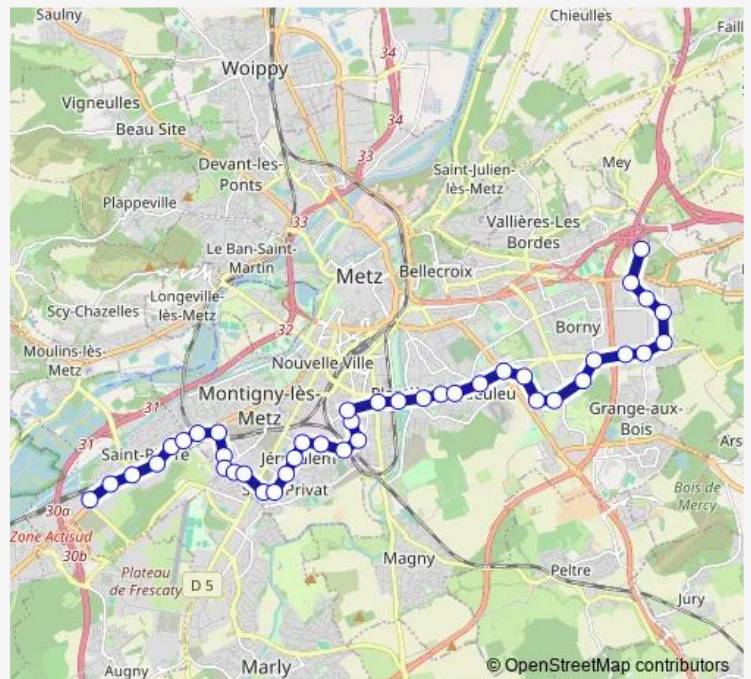 Saulny
Chieulles
Faill
Woippy
34
Vigneulles
Beau Site
34
Devant-les-
Ponts
33
Saint-Julien-
lès-Metz
Mey
Plappeville
33
Vallières-Les
Bordes
Le Ban-Saint-
Martin
Metz
Bellecroix
Scy-Chazelles
Longeville-
lès-Metz
32
Borny
Moulins-lès-
Metz
Nouvelle Ville
31
Montigny-lès-
Metz
Grange-aux-
Bois
31
Ars
Privat
30a
Bois de
Mercy
Zone Actisud
30b
Magny
Plateau
de Frescaty
D 5
Peltre
Jury
Augny
Marly
© OpenStreetMap contributors